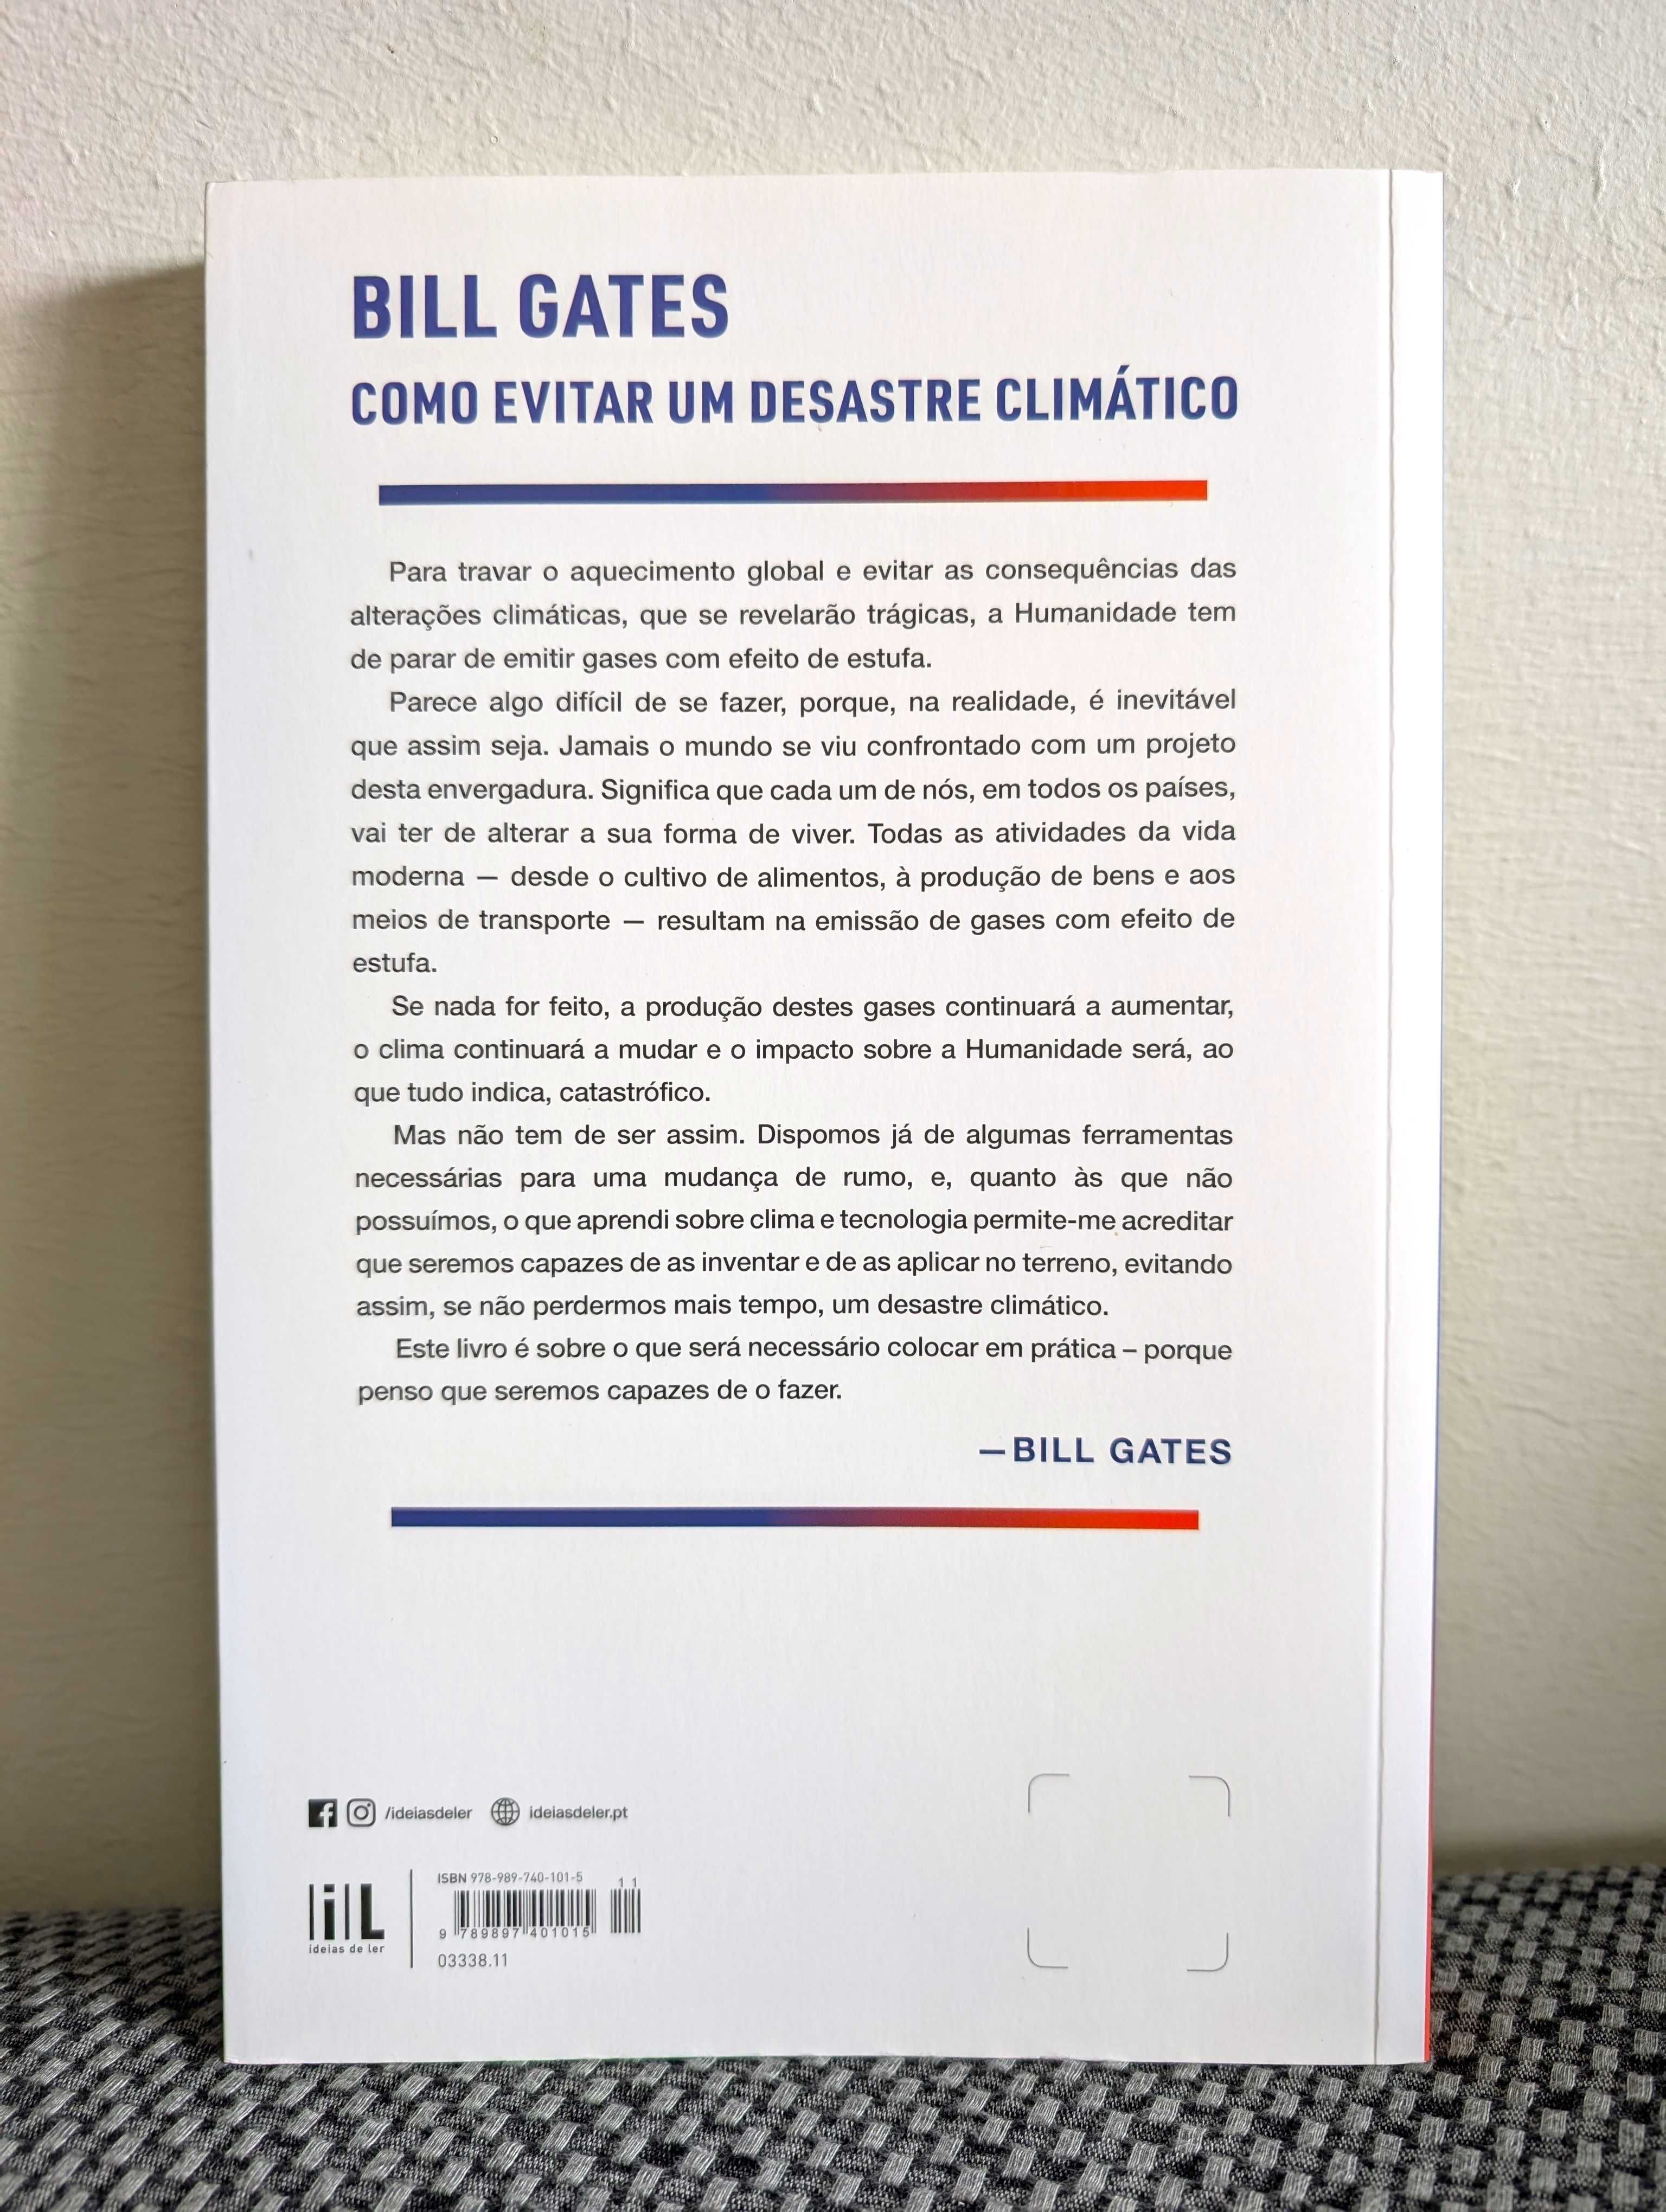 BILL GATES
COMO EVITAR UM DESASTRE CLIMÁTICO
Para travar o aquecimento global e evitar as consequências das
alterações climáticas, que se revelarão trágicas, a Humanidade tem
de parar de emitir gases com efeito de estufa.
Parece algo difícil de se fazer, porque, na realidade, é inevitável
que assim seja. Jamais o mundo se viu confrontado com um projeto
desta envergadura. Significa que cada um de nós, em todos os países,
vai ter de alterar a sua forma de viver. Todas as atividades da vida
moderna — desde o cultivo de alimentos, à produção de bens e aos
meios de transporte — resultam na emissão de gases com efeito de
estufa.
Se nada for feito, a produção destes gases continuará a aumentar,
o clima continuará a mudar e o impacto sobre a Humanidade será, ao
que tudo indica, catastrófico.
Mas não tem de ser assim. Dispomos já de algumas ferramentas
necessárias para uma mudança de rumo, e, quanto às que não
possuímos, o que aprendi sobre clima e tecnologia permite-me acreditar
que seremos capazes de as inventar e de as aplicar no terreno, evitando
assim, se não perdermos mais tempo, um desastre climático.
Este livro é sobre o que será necessário colocar em prática – porque
penso que seremos capazes de o fazer.
—BILL GATES
/ideiasdeler ideiasdeler.pt
ISBN 978-989-740-101-5
1 1
9 789897 401015
iL
ideias de ler
03338.11